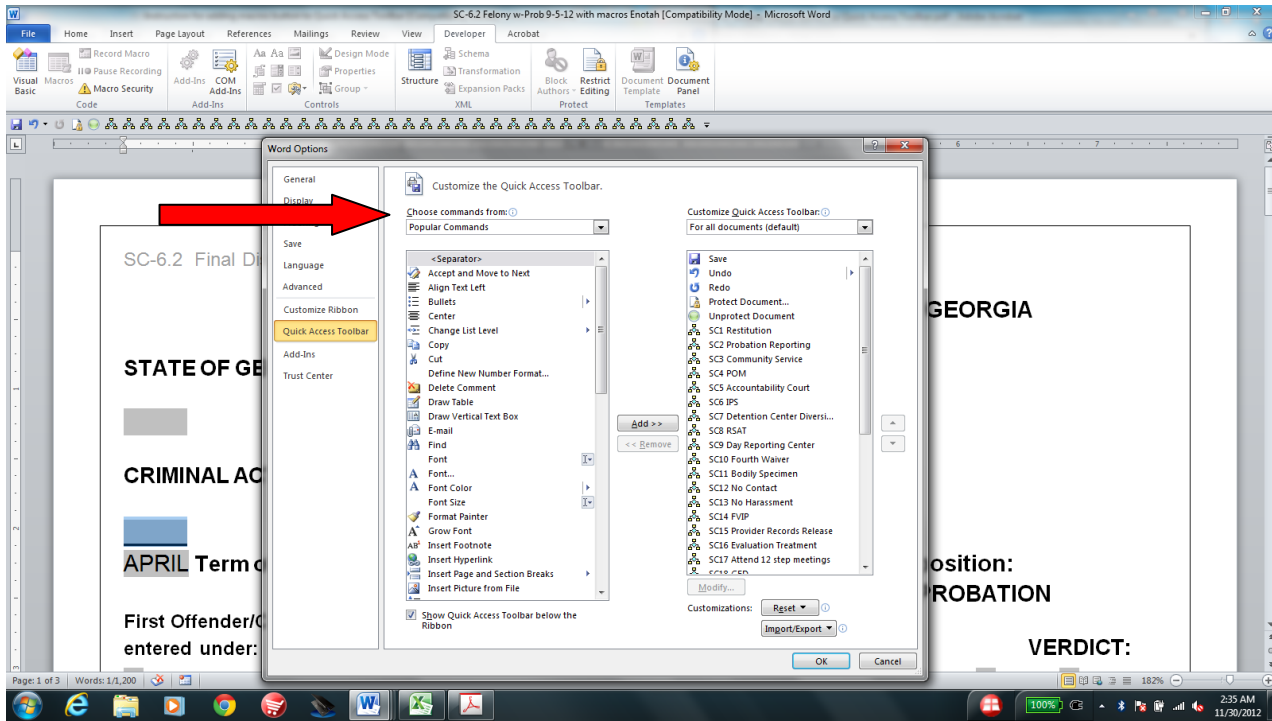 SC-6.2 Felony w-Prob 9-5-12 with macros Enotah [Compatibility Mode] - Microsoft Word
File Home Insert Page Layout References Mailings Review View Developer Acrobat
Visual Basic
Macros
Record Macro
Pause Recording
Macro Security
Code
Add-Ins
COM Add-Ins
Add-Ins
Aa Aa
Design Mode
Properties
Group
Controls
Structure
Schema
Transformation
Expansion Packs
XML
Block Authors
Restrict Editing
Protect
Document Template
Document Panel
Templates
L
6 7
Word Options
General
Display
Save
Language
Advanced
Customize Ribbon
Quick Access Toolbar
Add-Ins
Trust Center
Customize the Quick Access Toolbar.
Choose commands from:
Popular Commands
<Separator>
Accept and Move to Next
Align Text Left
Bullets
Center
Change List Level
Copy
Cut
Define New Number Format...
Delete Comment
Draw Table
Draw Vertical Text Box
E-mail
Find
Font
Font...
Font Color
Font Size
Format Painter
Grow Font
Insert Footnote
Insert Hyperlink
Insert Page and Section Breaks
Insert Picture from File
Show Quick Access Toolbar below the
Ribbon
Add >>
<< Remove
Customize Quick Access Toolbar:
For all documents (default)
Save
Undo
Redo
Protect Document...
Unprotect Document
SC1 Restitution
SC2 Probation Reporting
SC3 Community Service
SC4 POM
SC5 Accountability Court
SC6 IPS
SC7 Detention Center Diversi...
SC8 RSAT
SC9 Day Reporting Center
SC10 Fourth Waiver
SC11 Bodily Specimen
SC12 No Contact
SC13 No Harassment
SC14 FVIP
SC15 Provider Records Release
SC16 Evaluation Treatment
SC17 Attend 12 step meetings
SC18 GED
Modify...
Customizations: Reset
Import/Export
OK Cancel
SC-6.2 Final Di
GEORGIA
STATE OF GE
CRIMINAL AC
APRIL Term o
osition:
ROBATION
First Offender/C
entered under:
VERDICT:
Page: 1 of 3 Words: 1/1,200
182%
100%
2:35 AM
11/30/2012